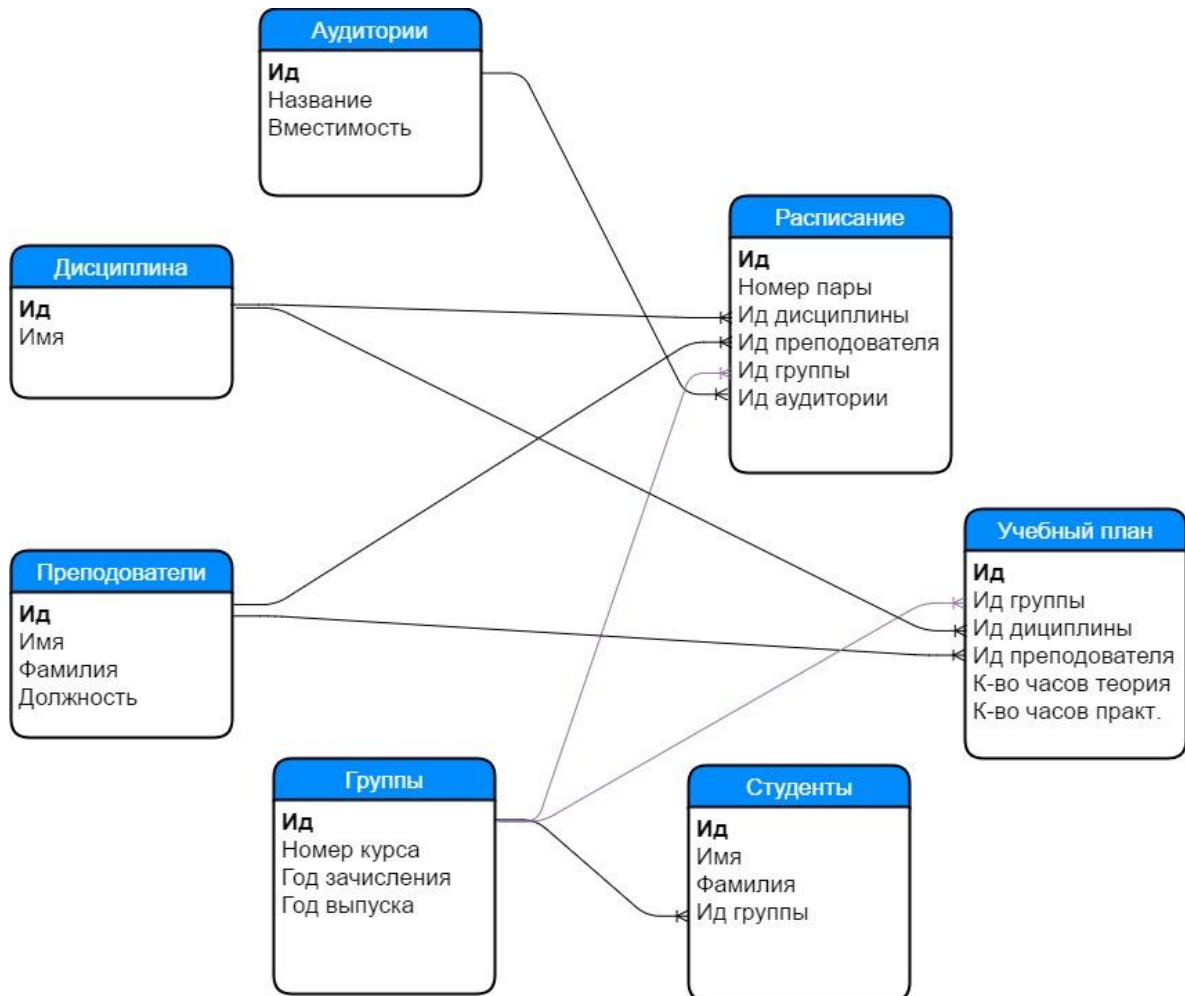 Аудитории
Ид
Название
Вместимость
Расписание
Ид
Номер пары
Ид дисциплины
Ид преподователя
Ид группы
Ид аудитории
Дисциплина
Ид
Имя
Учебный план
Ид
Ид группы
Ид дициплины
Ид преподователя
К-во часов теория
К-во часов практ.
Преподователи
Ид
Имя
Фамилия
Должность
Группы
Ид
Номер курса
Год зачисления
Год выпуска
Студенты
Ид
Имя
Фамилия
Ид группы